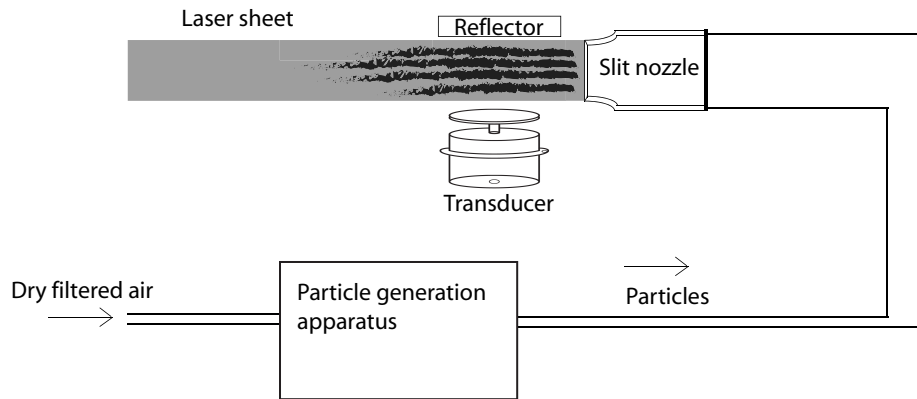 Laser sheet
Reflector
Slit nozzle
Transducer
Dry filtered air
Particle generation
apparatus
Particles